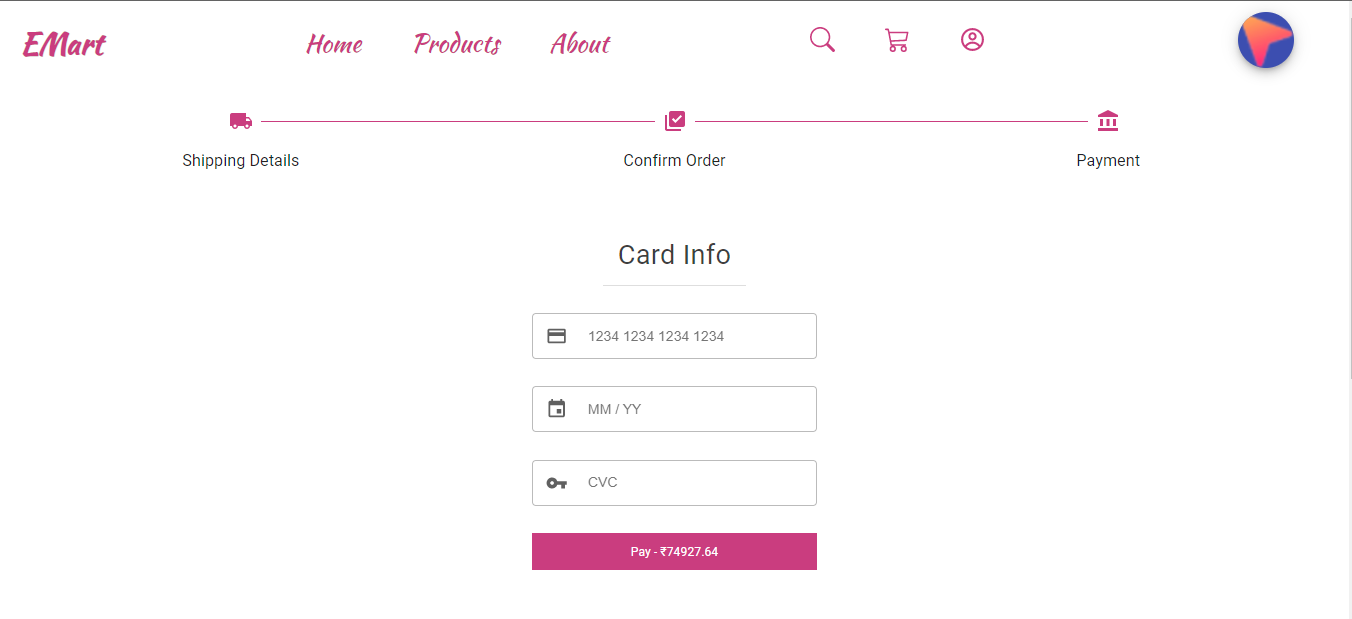 EMart Home Products About
Shipping Details Confirm Order Payment
Card Info
1234 1234 1234 1234
MM / YY
CVC
Pay - ₹74927.64